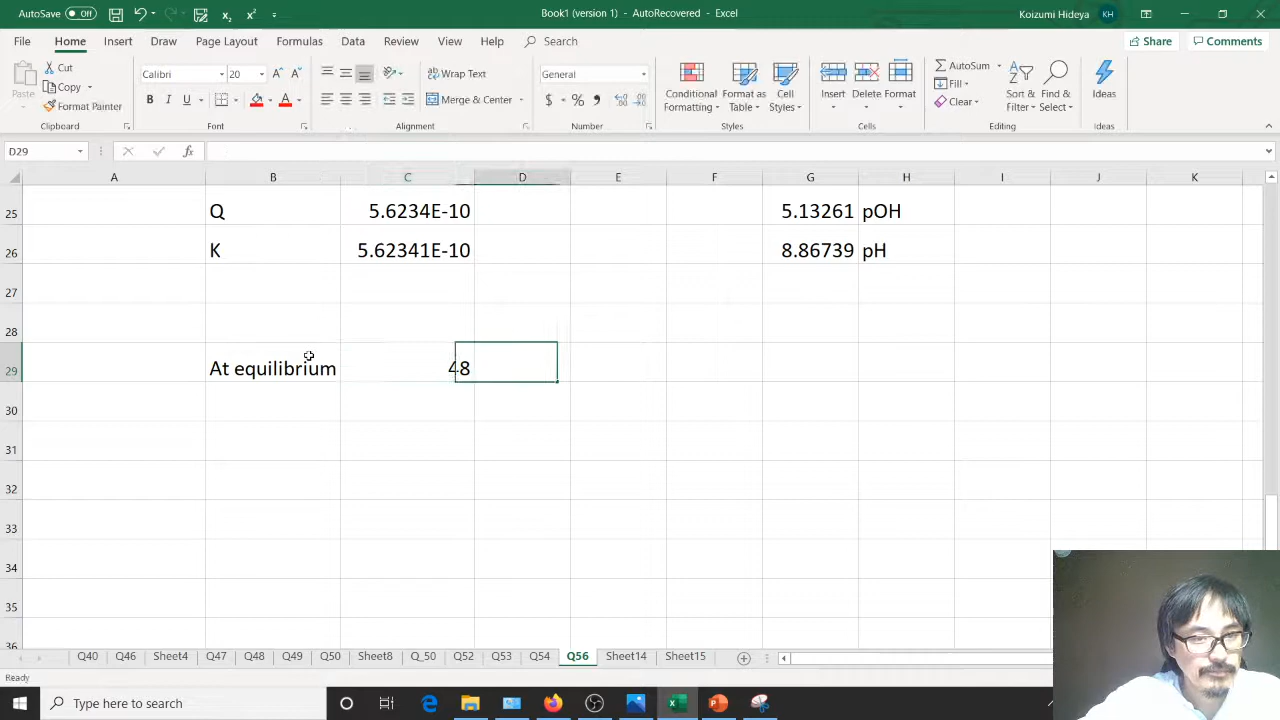 AutoSave Off
Book1 (version 1) - AutoRecovered - Excel
Koizumi Hideya KH
File Home Insert Draw Page Layout Formulas Data Review View Help Search Share Comments
Paste Cut Copy Format Painter Clipboard
Calibri 20 B I U A Font
Wrap Text Merge & Center Alignment
General $ % , Number
Conditional Formatting Format as Table Cell Styles Styles
Insert Delete Format Cells
AutoSum Fill Clear Sort & Filter Find & Select Editing
Ideas Ideas
D29 fx
A B C D E F G H I J K
25 Q 5.6234E-10 5.13261 pOH
26 K 5.62341E-10 8.86739 pH
27
28
29 At equilibrium 48
30
31
32
33
34
35
36
Q40 Q46 Sheet4 Q47 Q48 Q49 Q50 Sheet8 Q_50 Q52 Q53 Q54 Q56 Sheet14 Sheet15
Ready
Type here to search